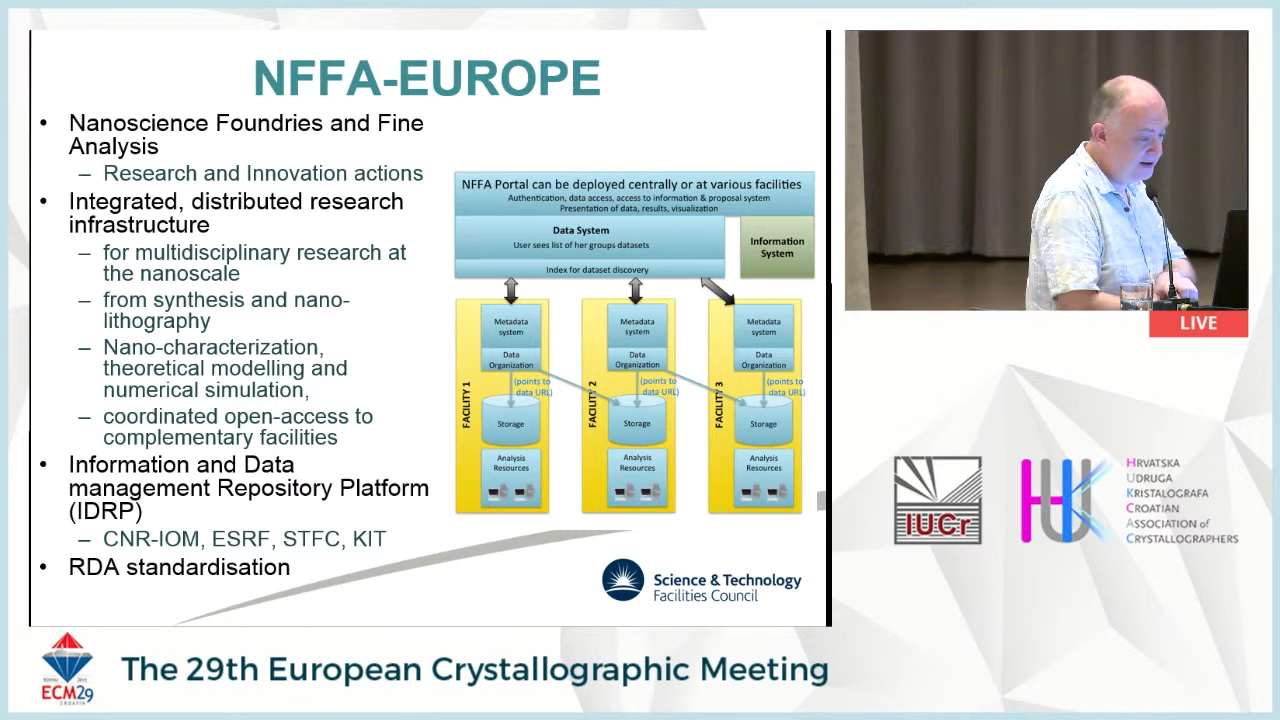 NFFA-EUROPE
• Nanoscience Foundries and Fine
Analysis
– Research and Innovation actions
• Integrated, distributed research
infrastructure
– for multidisciplinary research at
the nanoscale
– from synthesis and nano-
lithography
– Nano-characterization,
theoretical modelling and
numerical simulation,
– coordinated open-access to
complementary facilities
• Information and Data
management Repository Platform
(IDRP)
– CNR-IOM, ESRF, STFC, KIT
• RDA standardisation
NFFA Portal can be deployed centrally or at various facilities
Authentication, data access, access to information & proposal system
Presentation of data, results, visualization
Data System
User sees list of her groups datasets
Index for dataset discovery
Information
System
FACILITY 1
Metadata
system
Data
Organization
(points to
data URL)
Storage
Analysis
Resources
FACILITY 2
Metadata
system
Data
Organization
(points to
data URL)
Storage
Analysis
Resources
FACILITY 3
Metadata
system
Data
Organization
(points to
data URL)
Storage
Analysis
Resources
Science & Technology
Facilities Council
LIVE
IUCr
HUK
HRVATSKA
UDRUGA
KRISTALOGRAFA
CROATIAN
ASSOCIATION of
CRYSTALLOGRAPHERS
ECM29
CROATIA
The 29th European Crystallographic Meeting